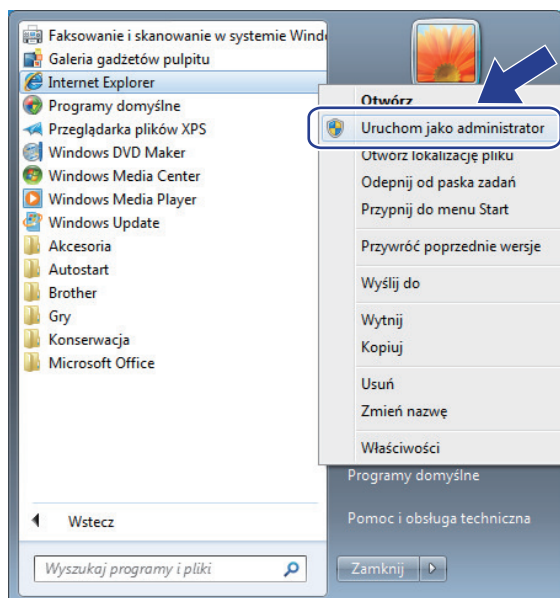 Faksowanie i skanowanie w systemie Wind
Galeria gadżetów pulpitu
Internet Explorer
Programy domyślne
Przeglądarka plików XPS
Windows DVD Maker
Windows Media Center
Windows Media Player
Windows Update
Akcesoria
Autostart
Brother
Gry
Konserwacja
Microsoft Office
Wstecz
Wyszukaj programy i pliki
Otwórz
Uruchom jako administrator
Otwórz lokalizację pliku
Odepnij od paska zadań
Przypnij do menu Start
Przywróć poprzednie wersje
Wyślij do
Wytnij
Kopiuj
Usuń
Zmień nazwę
Właściwości
Programy domyślne
Pomoc i obsługa techniczna
Zamknij